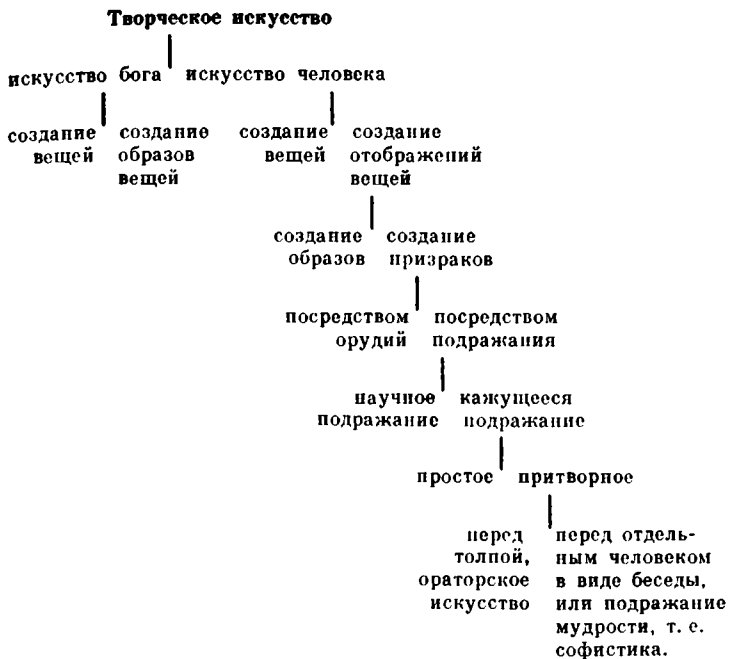 Творческое искусство
искусство бога искусство человека
создание создание создание создание
вещей образов вещей отображений
вещей вещей
создание создание
образов призраков
посредством посредством
орудий подражания
научное кажущееся
подражание подражание
простое притворное
перед перед отдель-
толпой, ным человеком
ораторское в виде беседы,
искусство или подражание
мудрости, т. е.
софистика.